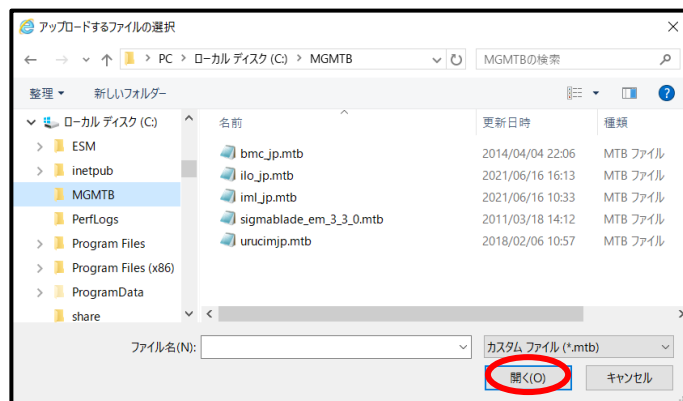 アップロードするファイルの選択
PC > ローカル ディスク (C:) > MGMTB
MGMTBの検索
整理 新しいフォルダー
ローカル ディスク (C:)
ESM
inetpub
MGMTB
PerfLogs
Program Files
Program Files (x86)
ProgramData
share
名前 更新日時 種類
bmc_jp.mtb 2014/04/04 22:06 MTB ファイル
ilo_jp.mtb 2021/06/16 16:13 MTB ファイル
iml_jp.mtb 2021/06/16 10:33 MTB ファイル
sigmablade_em_3_3_0.mtb 2011/03/18 14:12 MTB ファイル
urucimjp.mtb 2018/02/06 10:57 MTB ファイル
ファイル名(N):
カスタム ファイル (*.mtb)
開く(O) キャンセル